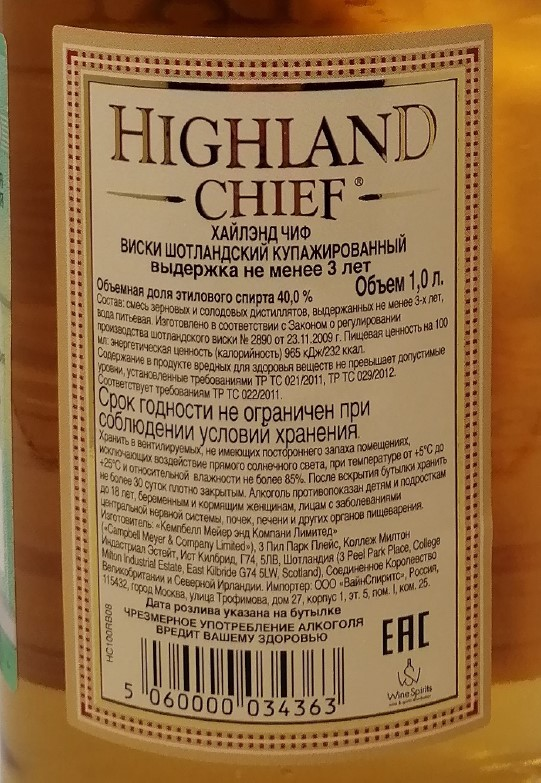 HIGHLAND
CHIEF®
ХАЙЛЭНД ЧИФ
ВИСКИ ШОТЛАНДСКИЙ КУПАЖИРОВАННЫЙ
выдержка не менее 3 лет
Объемная доля этилового спирта 40,0 % Объем 1,0 л.
Состав: смесь зерновых и солодовых дистиллятов, выдержанных не менее 3-х лет,
вода питьевая. Изготовлено в соответствии с Законом о регулировании
производства шотландского виски № 2890 от 23.11.2009 г. Пищевая ценность на 100
мл: энергетическая ценность (калорийность) 965 кДж/232 ккал.
Содержание в продукте вредных для здоровья веществ не превышает допустимые
уровни, установленные требованиями ТР ТС 021/2011, ТР ТС 029/2012.
Соответствует требованиям ТР ТС 022/2011.
Срок годности не ограничен при
соблюдении условий хранения.
Хранить в вентилируемых, не имеющих постороннего запаха помещениях,
исключающих воздействие прямого солнечного света, при температуре от +5°С до
+25°С и относительной влажности не более 85%. После вскрытия бутылки хранить
не более 30 суток плотно закрытым. Алкоголь противопоказан детям и подросткам
до 18 лет, беременным и кормящим женщинам, лицам с заболеваниями
центральной нервной системы, почек, печени и других органов пищеварения.
Изготовитель: «Кемпбелл Мейер энд Компани Лимитед»
(«Campbell Meyer & Company Limited»), 3 Пил Парк Плейс, Колледж Милтон
Индастриал Эстейт, Ист Килбрид, Г74, 5ЛВ, Шотландия (3 Peel Park Place, College
Milton Industrial Estate, East Kilbride G74 5LW, Scotland), Соединенное Королевство
Великобритании и Северной Ирландии. Импортер: ООО «ВайнСпиритс», Россия,
115432, город Москва, улица Трофимова, дом 27, корпус 1, эт. 5, пом. I, ком. 25.
Дата розлива указана на бутылке
ЧРЕЗМЕРНОЕ УПОТРЕБЛЕНИЕ АЛКОГОЛЯ
ВРЕДИТ ВАШЕМУ ЗДОРОВЬЮ
HC100RB08
EAC
WineSpirits
5 060000 034363